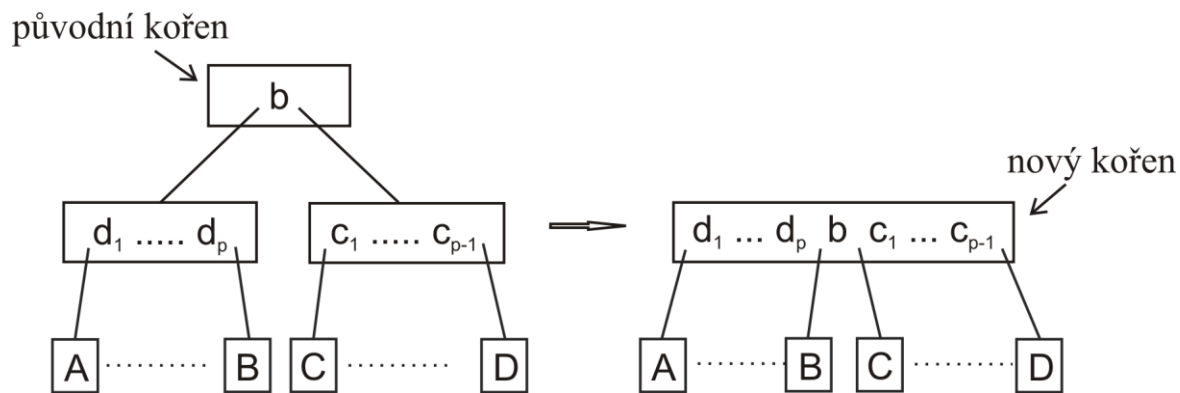 původní kořen
b
nový kořen
d₁ ..... dₚ
c₁ ..... cₚ₋₁
d₁ ... dₚ b c₁ ... cₚ₋₁
A ........... B
C ........... D
A ........... B
C ........... D